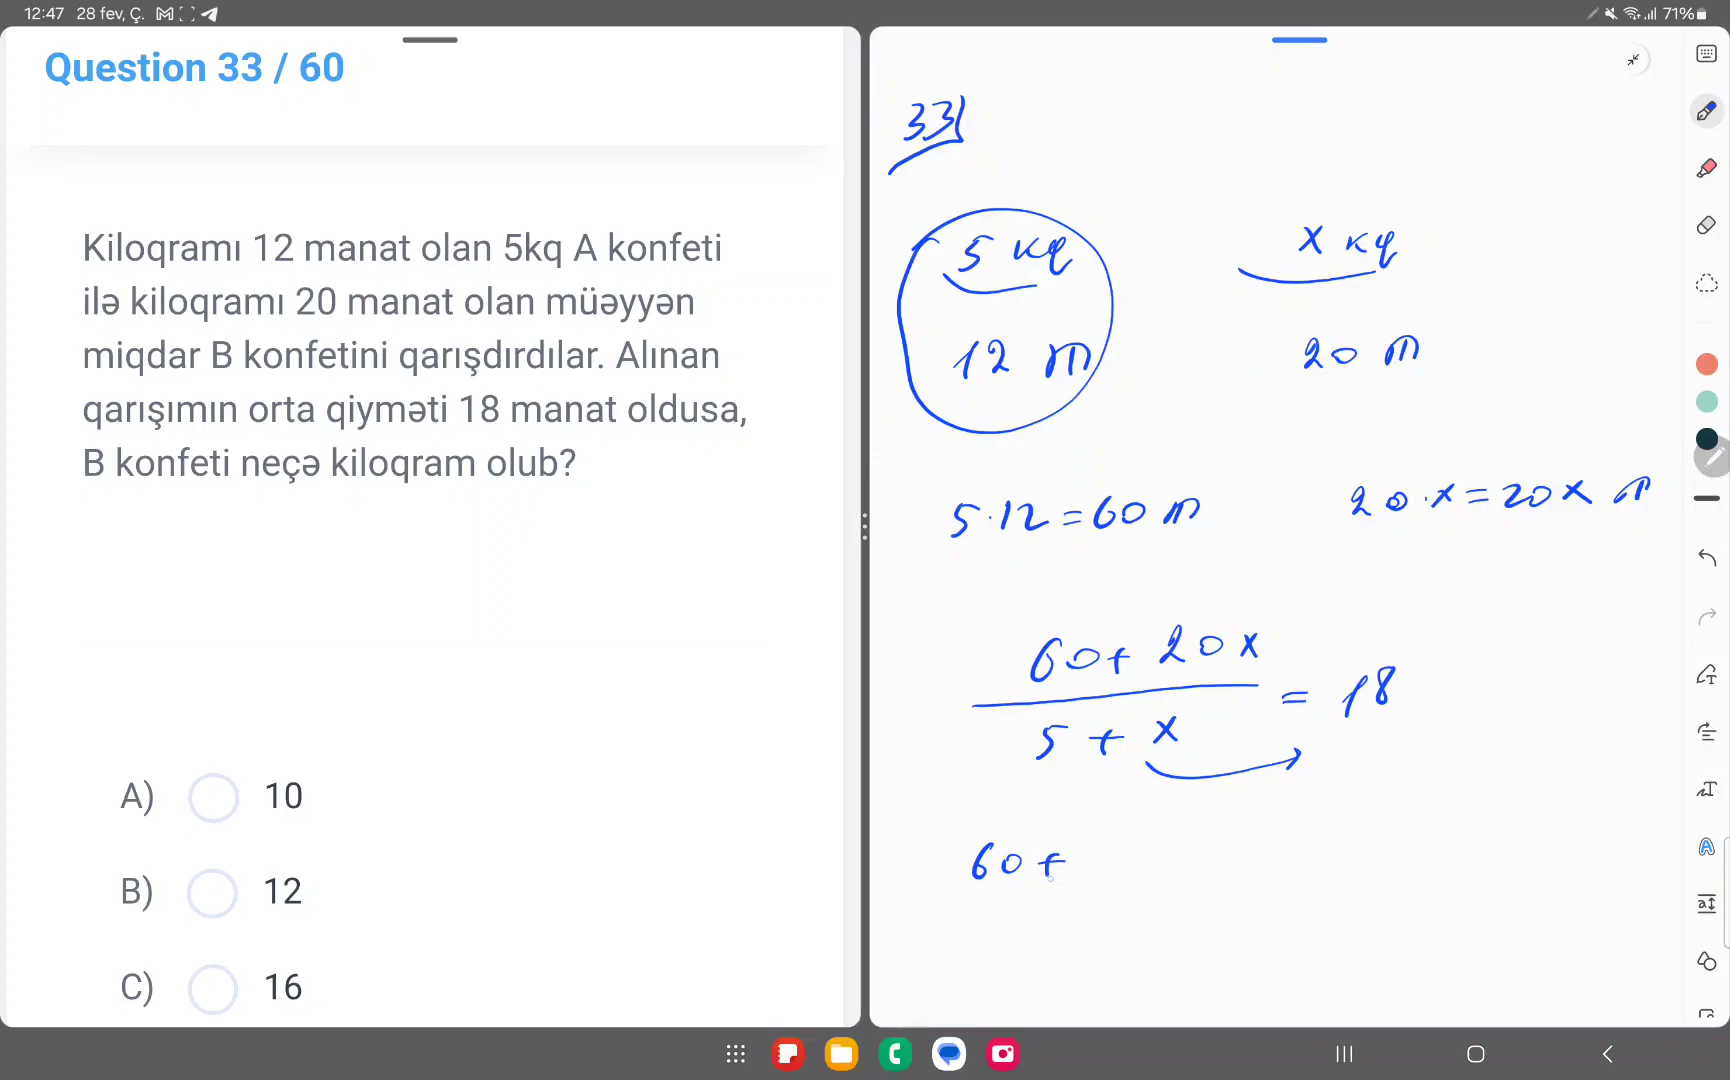 12:47 28 fev, Ç.
71%
Question 33 / 60
Kiloqramı 12 manat olan 5kq A konfeti
ilə kiloqramı 20 manat olan müəyyən
miqdar B konfetini qarışdırdılar. Alınan
qarışımın orta qiyməti 18 manat oldusa,
B konfeti neçə kiloqram olub?
A) 10
B) 12
C) 16
33
5 kq x kq
12 m 20 m
5·12=60 m 20·x=20x m
60+20x
5+x
= 18
60+